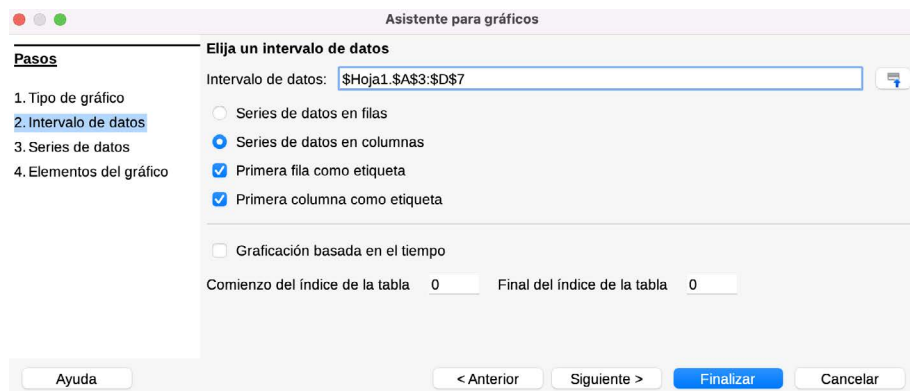 Asistente para gráficos
Pasos
1. Tipo de gráfico
2. Intervalo de datos
3. Series de datos
4. Elementos del gráfico
Elija un intervalo de datos
Intervalo de datos: $Hoja1.$A$3:$D$7
Series de datos en filas
Series de datos en columnas
Primera fila como etiqueta
Primera columna como etiqueta
Graficación basada en el tiempo
Comienzo del índice de la tabla 0 Final del índice de la tabla 0
Ayuda < Anterior Siguiente > Finalizar Cancelar